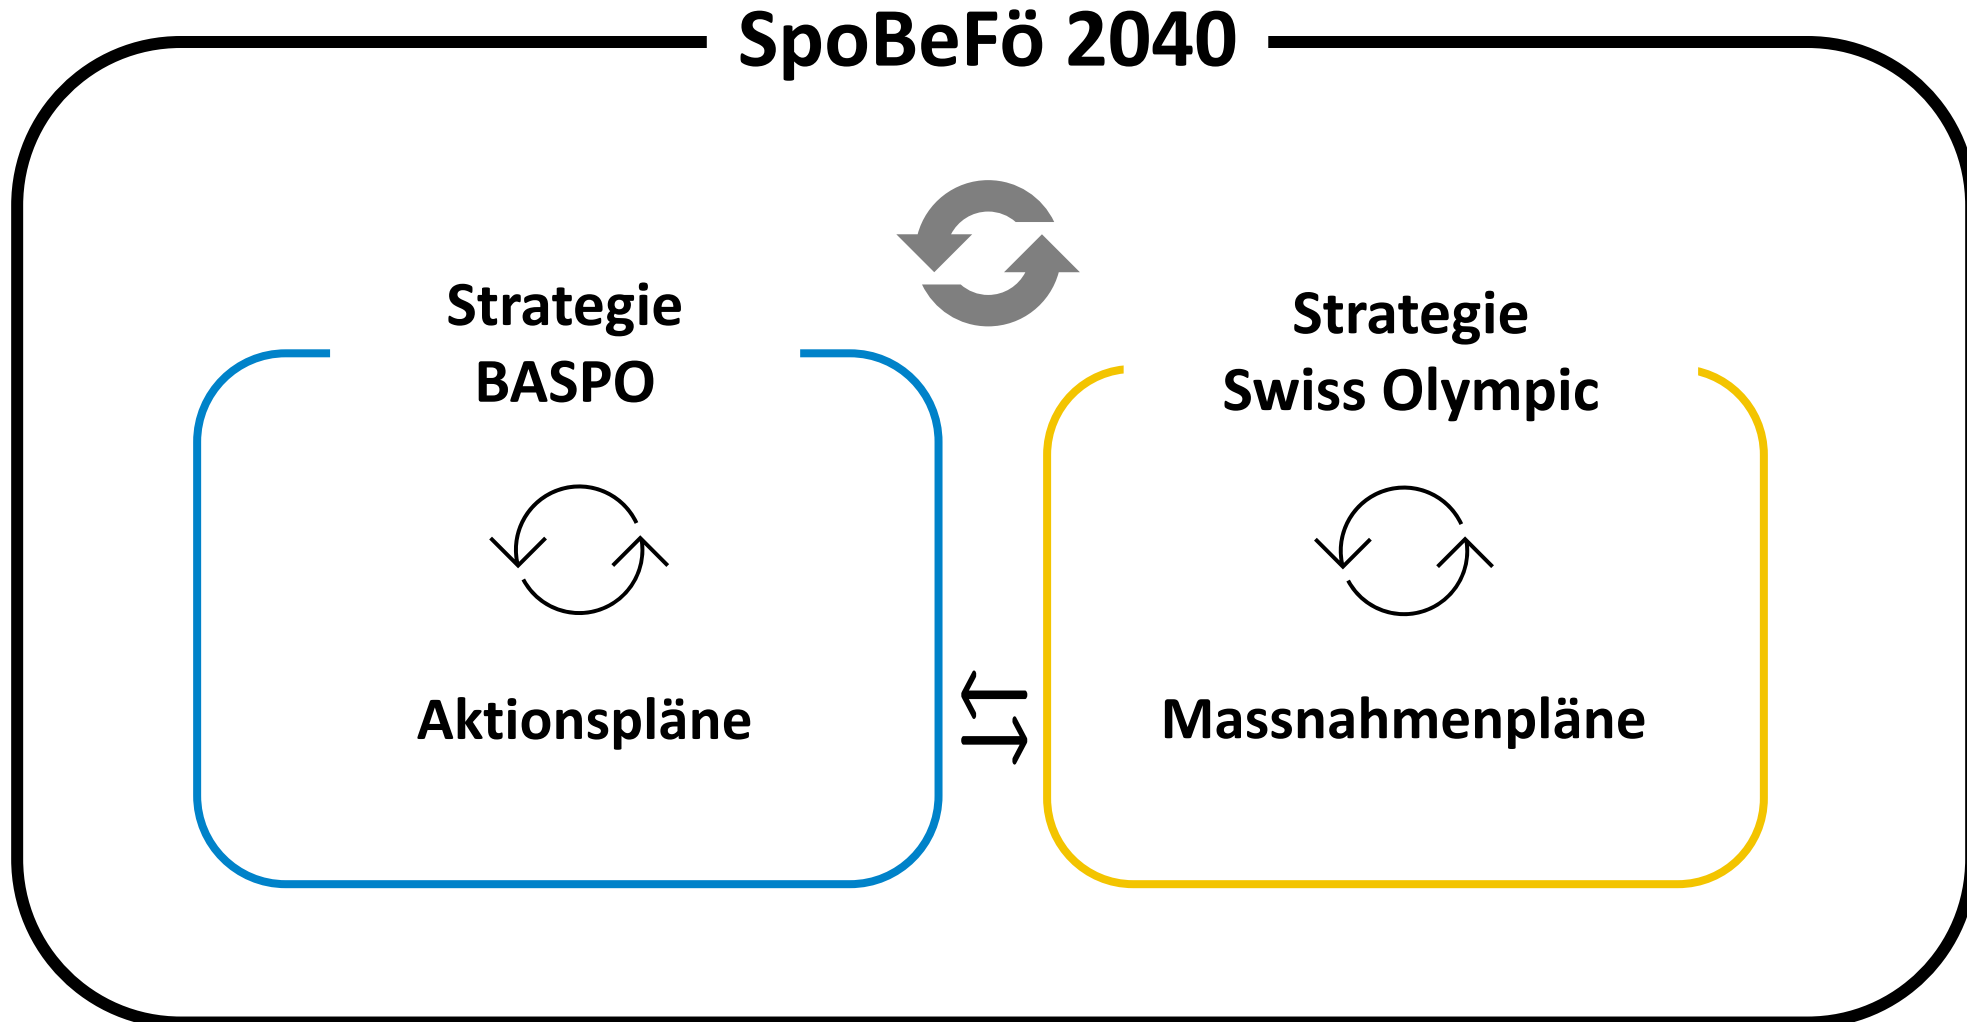 SpoBeFö 2040
Strategie
BASPO
Aktionspläne
Strategie
Swiss Olympic
Massnahmenpläne